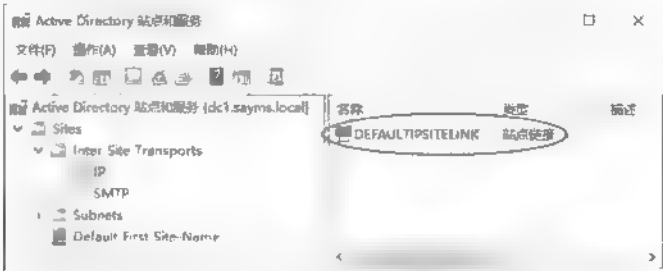 Active Directory 站点和服务
文件(F) 操作(A) 查看(V) 帮助(H)
Active Directory 站点和服务 [dc1.sayms.local]
Sites
Inter-Site Transports
IP
SMTP
Subnets
Default-First-Site-Name
名称 类型 描述
DEFAULTIPSITELINK 站点链接